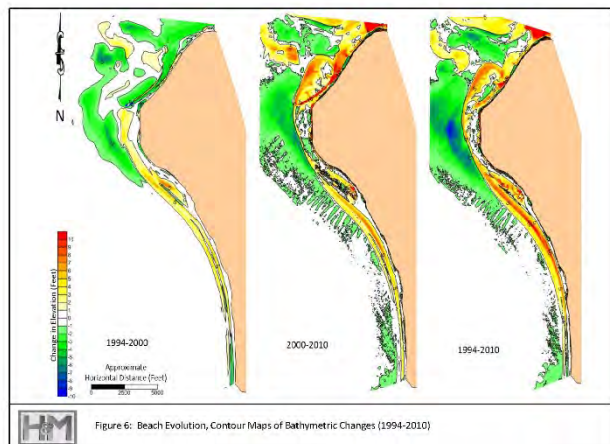 N
Change in Elevation (Feet)
1994-2000
2000-2010
1994-2010
Approximate
Horizontal Distance (Feet)
0 2500 5000
H&M
Figure 6: Beach Evolution, Contour Maps of Bathymetric Changes (1994-2010)